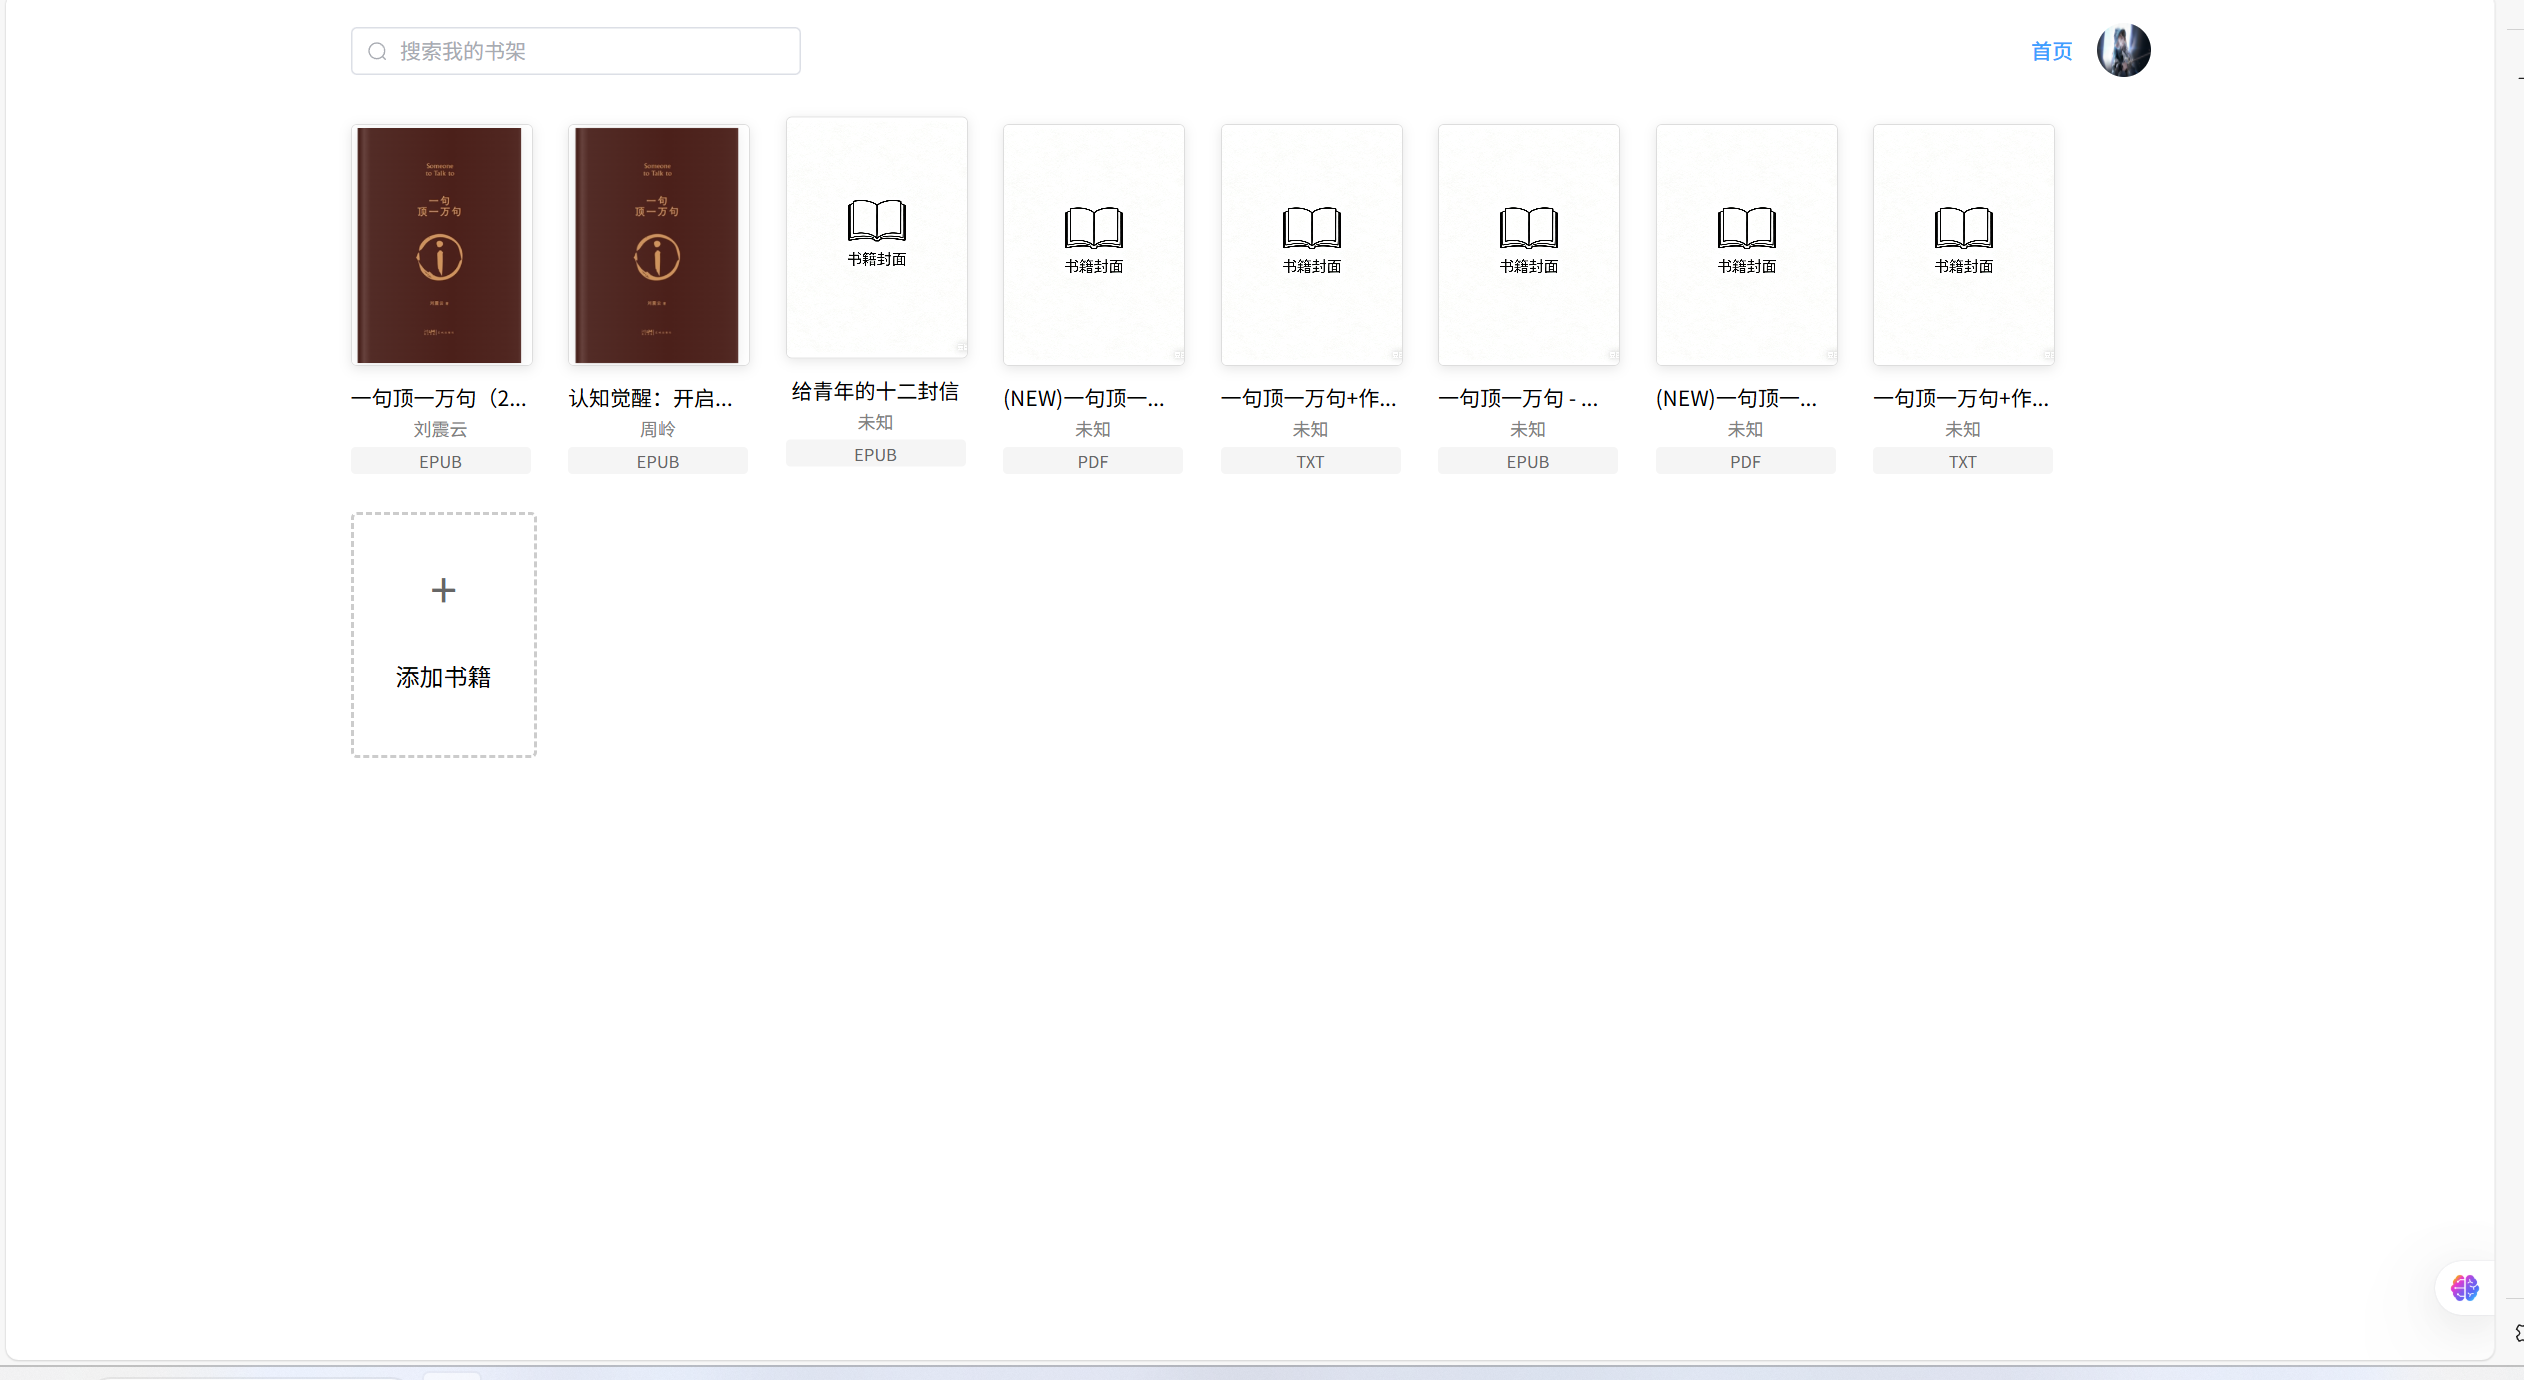 搜索我的书架
首页
Someone
to Talk to
一句
顶一万句
Someone
to Talk to
一句
顶一万句
书籍封面
书籍封面
书籍封面
书籍封面
书籍封面
书籍封面
一句顶一万句（2...
认知觉醒：开启...
给青年的十二封信
(NEW)一句顶一...
一句顶一万句+作...
一句顶一万句 - ...
(NEW)一句顶一...
一句顶一万句+作...
刘震云
周岭
未知
未知
未知
未知
未知
未知
EPUB
EPUB
EPUB
PDF
TXT
EPUB
PDF
TXT
+
添加书籍